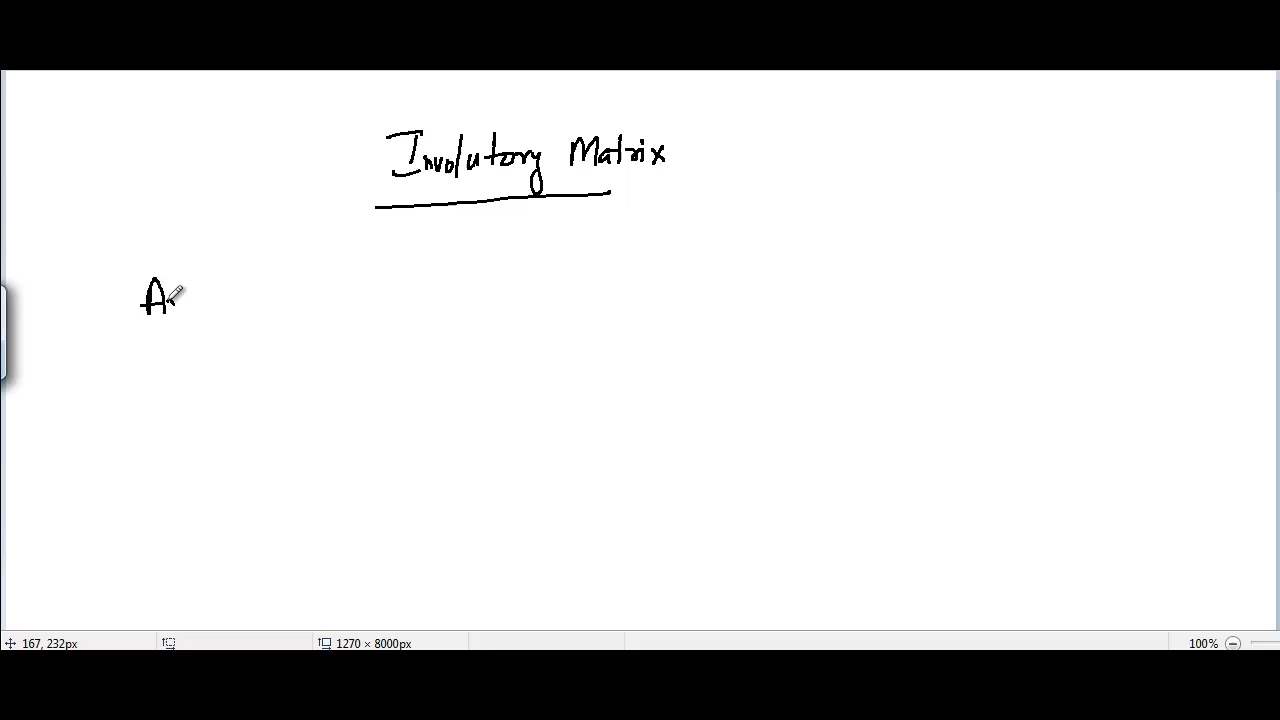 Involutory Matrix
A
167, 232px
1270 × 8000px
100%